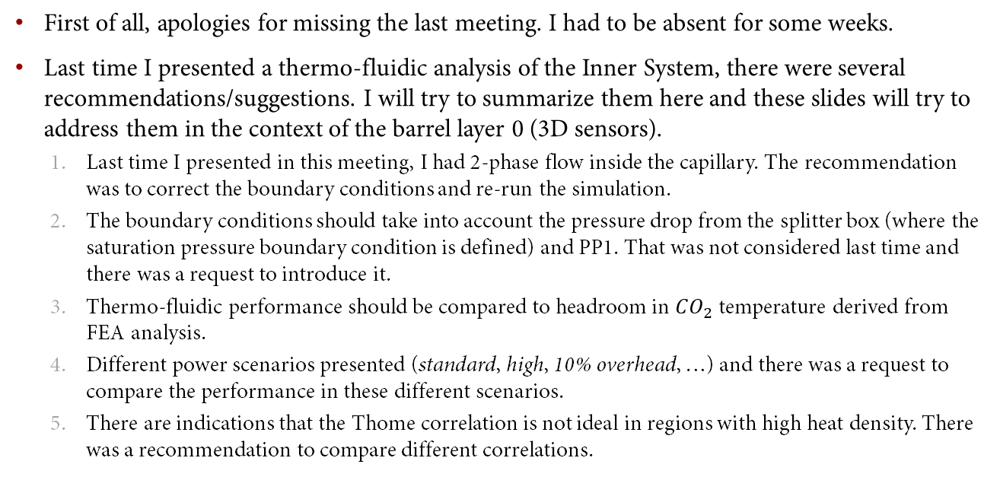 • First of all, apologies for missing the last meeting. I had to be absent for some weeks.
• Last time I presented a thermo-fluidic analysis of the Inner System, there were several
recommendations/suggestions. I will try to summarize them here and these slides will try to
address them in the context of the barrel layer 0 (3D sensors).
1. Last time I presented in this meeting, I had 2-phase flow inside the capillary. The recommendation
was to correct the boundary conditions and re-run the simulation.
2. The boundary conditions should take into account the pressure drop from the splitter box (where the
saturation pressure boundary condition is defined) and PP1. That was not considered last time and
there was a request to introduce it.
3. Thermo-fluidic performance should be compared to headroom in CO₂ temperature derived from
FEA analysis.
4. Different power scenarios presented (standard, high, 10% overhead, …) and there was a request to
compare the performance in these different scenarios.
5. There are indications that the Thome correlation is not ideal in regions with high heat density. There
was a recommendation to compare different correlations.